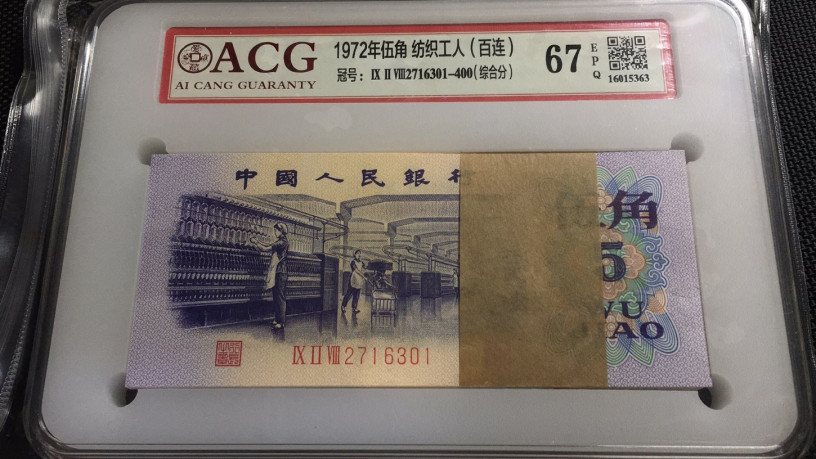 ACG
AI CANG GUARANTY
1972年伍角 纺织工人（百连）
冠号：IX II VIII2716301-400(综合分)
67
EPQ
16015363
中國人民銀行
角
5
WU
JIAO
IX II VIII 2716301